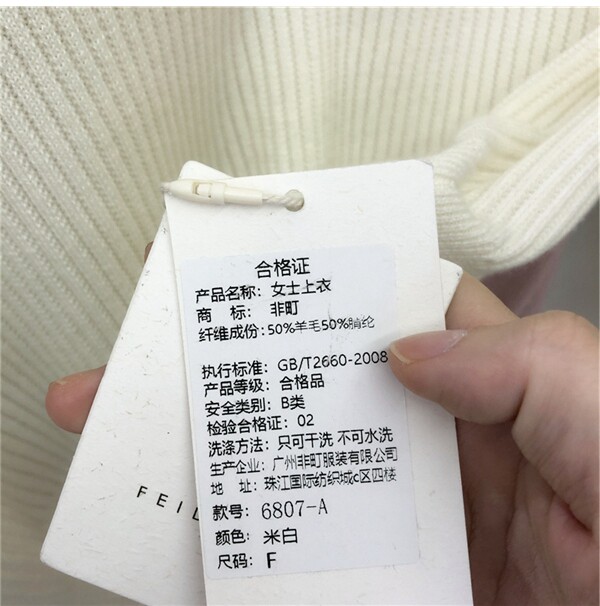 合格证
产品名称: 女士上衣
商 标: 非町
纤维成份:50%羊毛50%腈纶
执行标准: GB/T2660-2008
产品等级: 合格品
安全类别: B类
检验合格证: 02
洗涤方法: 只可干洗 不可水洗
生产企业: 广州非町服装有限公司
地 址: 珠江国际纺织城c区四楼
款号: 6807-A
颜色: 米白
尺码: F
FEIL